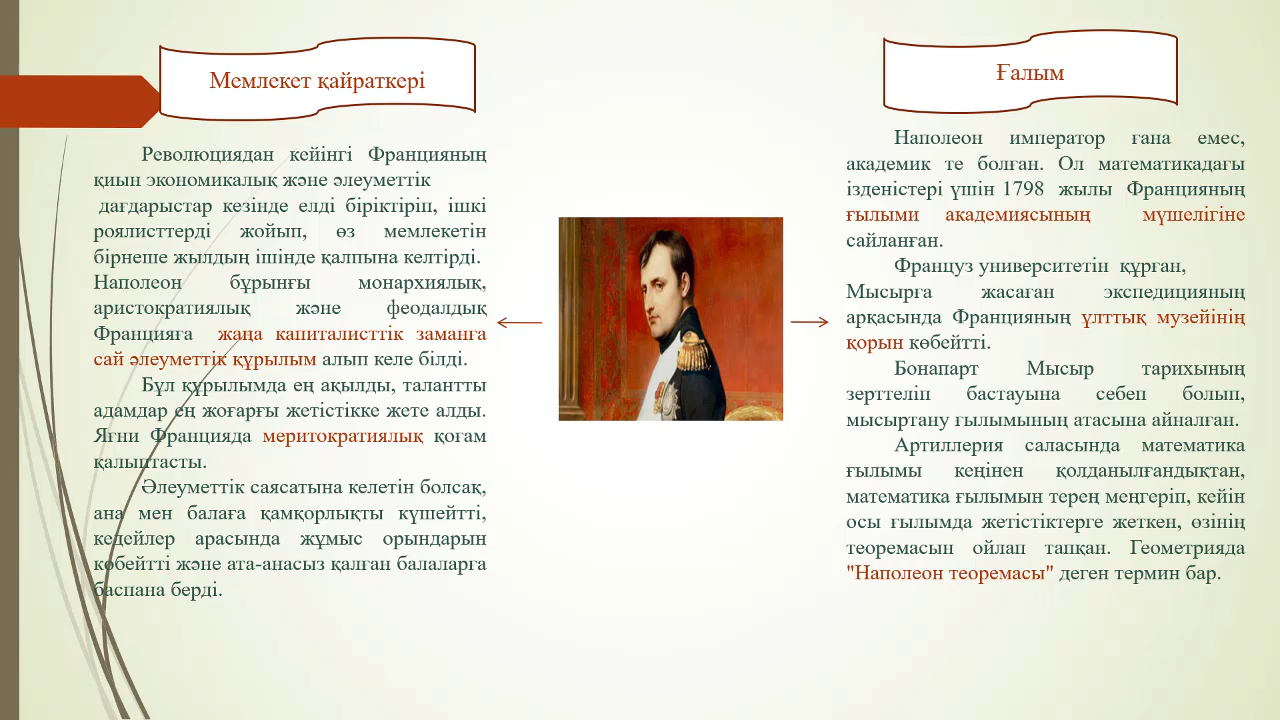 Мемлекет қайраткері
Революциядан кейінгі Францияның
қиын экономикалық және әлеуметтік
дағдарыстар кезінде елді біріктіріп, ішкі
роялисттерді жойып, өз мемлекетін
бірнеше жылдың ішінде қалпына келтірді.
Наполеон бұрынғы монархиялық,
аристократиялық және феодалдық
Францияға жаңа капиталисттік заманға
сай әлеуметтік құрылым алып келе білді.
Бұл құрылымда ең ақылды, талантты
адамдар ең жоғарғы жетістікке жете алды.
Яғни Францияда меритократиялық қоғам
қалыптасты.
Әлеуметтік саясатына келетін болсақ,
ана мен балаға қамқорлықты күшейтті,
кедейлер арасында жұмыс орындарын
көбейтті және ата-анасыз қалған балаларға
баспана берді.
Ғалым
Наполеон император ғана емес,
академик те болған. Ол математикадағы
ізденістері үшін 1798 жылы Францияның
ғылыми академиясының мүшелігіне
сайланған.
Француз университетін құрған,
Мысырға жасаған экспедицияның
арқасында Францияның ұлттық музейінің
қорын көбейтті.
Бонапарт Мысыр тарихының
зерттеліп бастауына себеп болып,
мысыртану ғылымының атасына айналған.
Артиллерия саласында математика
ғылымы кеңінен қолданылғандықтан,
математика ғылымын терең меңгеріп, кейін
осы ғылымда жетістіктерге жеткен, өзінің
теоремасын ойлап тапқан. Геометрияда
"Наполеон теоремасы" деген термин бар.